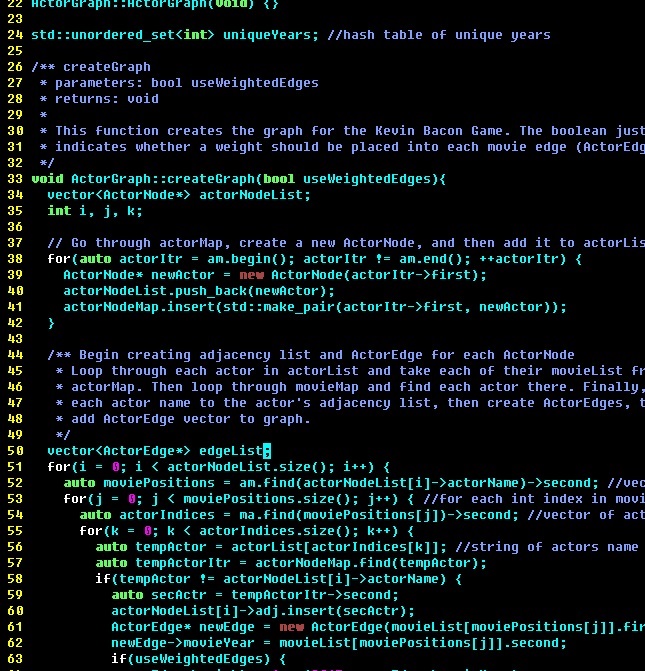 22 ActorGraph::ActorGraph(void) {}
23
24 std::unordered_set<int> uniqueYears; //hash table of unique years
25
26 /** createGraph
27  * parameters: bool useWeightedEdges
28  * returns: void
29  *
30  * This function creates the graph for the Kevin Bacon Game. The boolean just
31  * indicates whether a weight should be placed into each movie edge (ActorEdg
32  */
33 void ActorGraph::createGraph(bool useWeightedEdges){
34   vector<ActorNode*> actorNodeList;
35   int i, j, k;
36
37   // Go through actorMap, create a new ActorNode, and then add it to actorLis
38   for(auto actorItr = am.begin(); actorItr != am.end(); ++actorItr) {
39     ActorNode* newActor = new ActorNode(actorItr->first);
40     actorNodeList.push_back(newActor);
41     actorNodeMap.insert(std::make_pair(actorItr->first, newActor));
42   }
43
44   /** Begin creating adjacency list and ActorEdge for each ActorNode
45    * Loop through each actor in actorList and take each of their movieList fr
46    * actorMap. Then loop through movieMap and find each actor there. Finally,
47    * each actor name to the actor's adjacency list, then create ActorEdges, t
48    * add ActorEdge vector to graph.
49    */
50   vector<ActorEdge*> edgeList;
51   for(i = 0; i < actorNodeList.size(); i++) {
52     auto moviePositions = am.find(actorNodeList[i]->actorName)->second; //vec
53     for(j = 0; j < moviePositions.size(); j++) { //for each int index in movi
54       auto actorIndices = ma.find(moviePositions[j])->second; //vector of act
55       for(k = 0; k < actorIndices.size(); k++) {
56         auto tempActor = actorList[actorIndices[k]]; //string of actors name
57         auto tempActorItr = actorNodeMap.find(tempActor);
58         if(tempActor != actorNodeList[i]->actorName) {
59           auto secActr = tempActorItr->second;
60           actorNodeList[i]->adj.insert(secActr);
61           ActorEdge* newEdge = new ActorEdge(movieList[moviePositions[j]].fir
62           newEdge->movieYear = movieList[moviePositions[j]].second;
63           if(useWeightedEdges) {